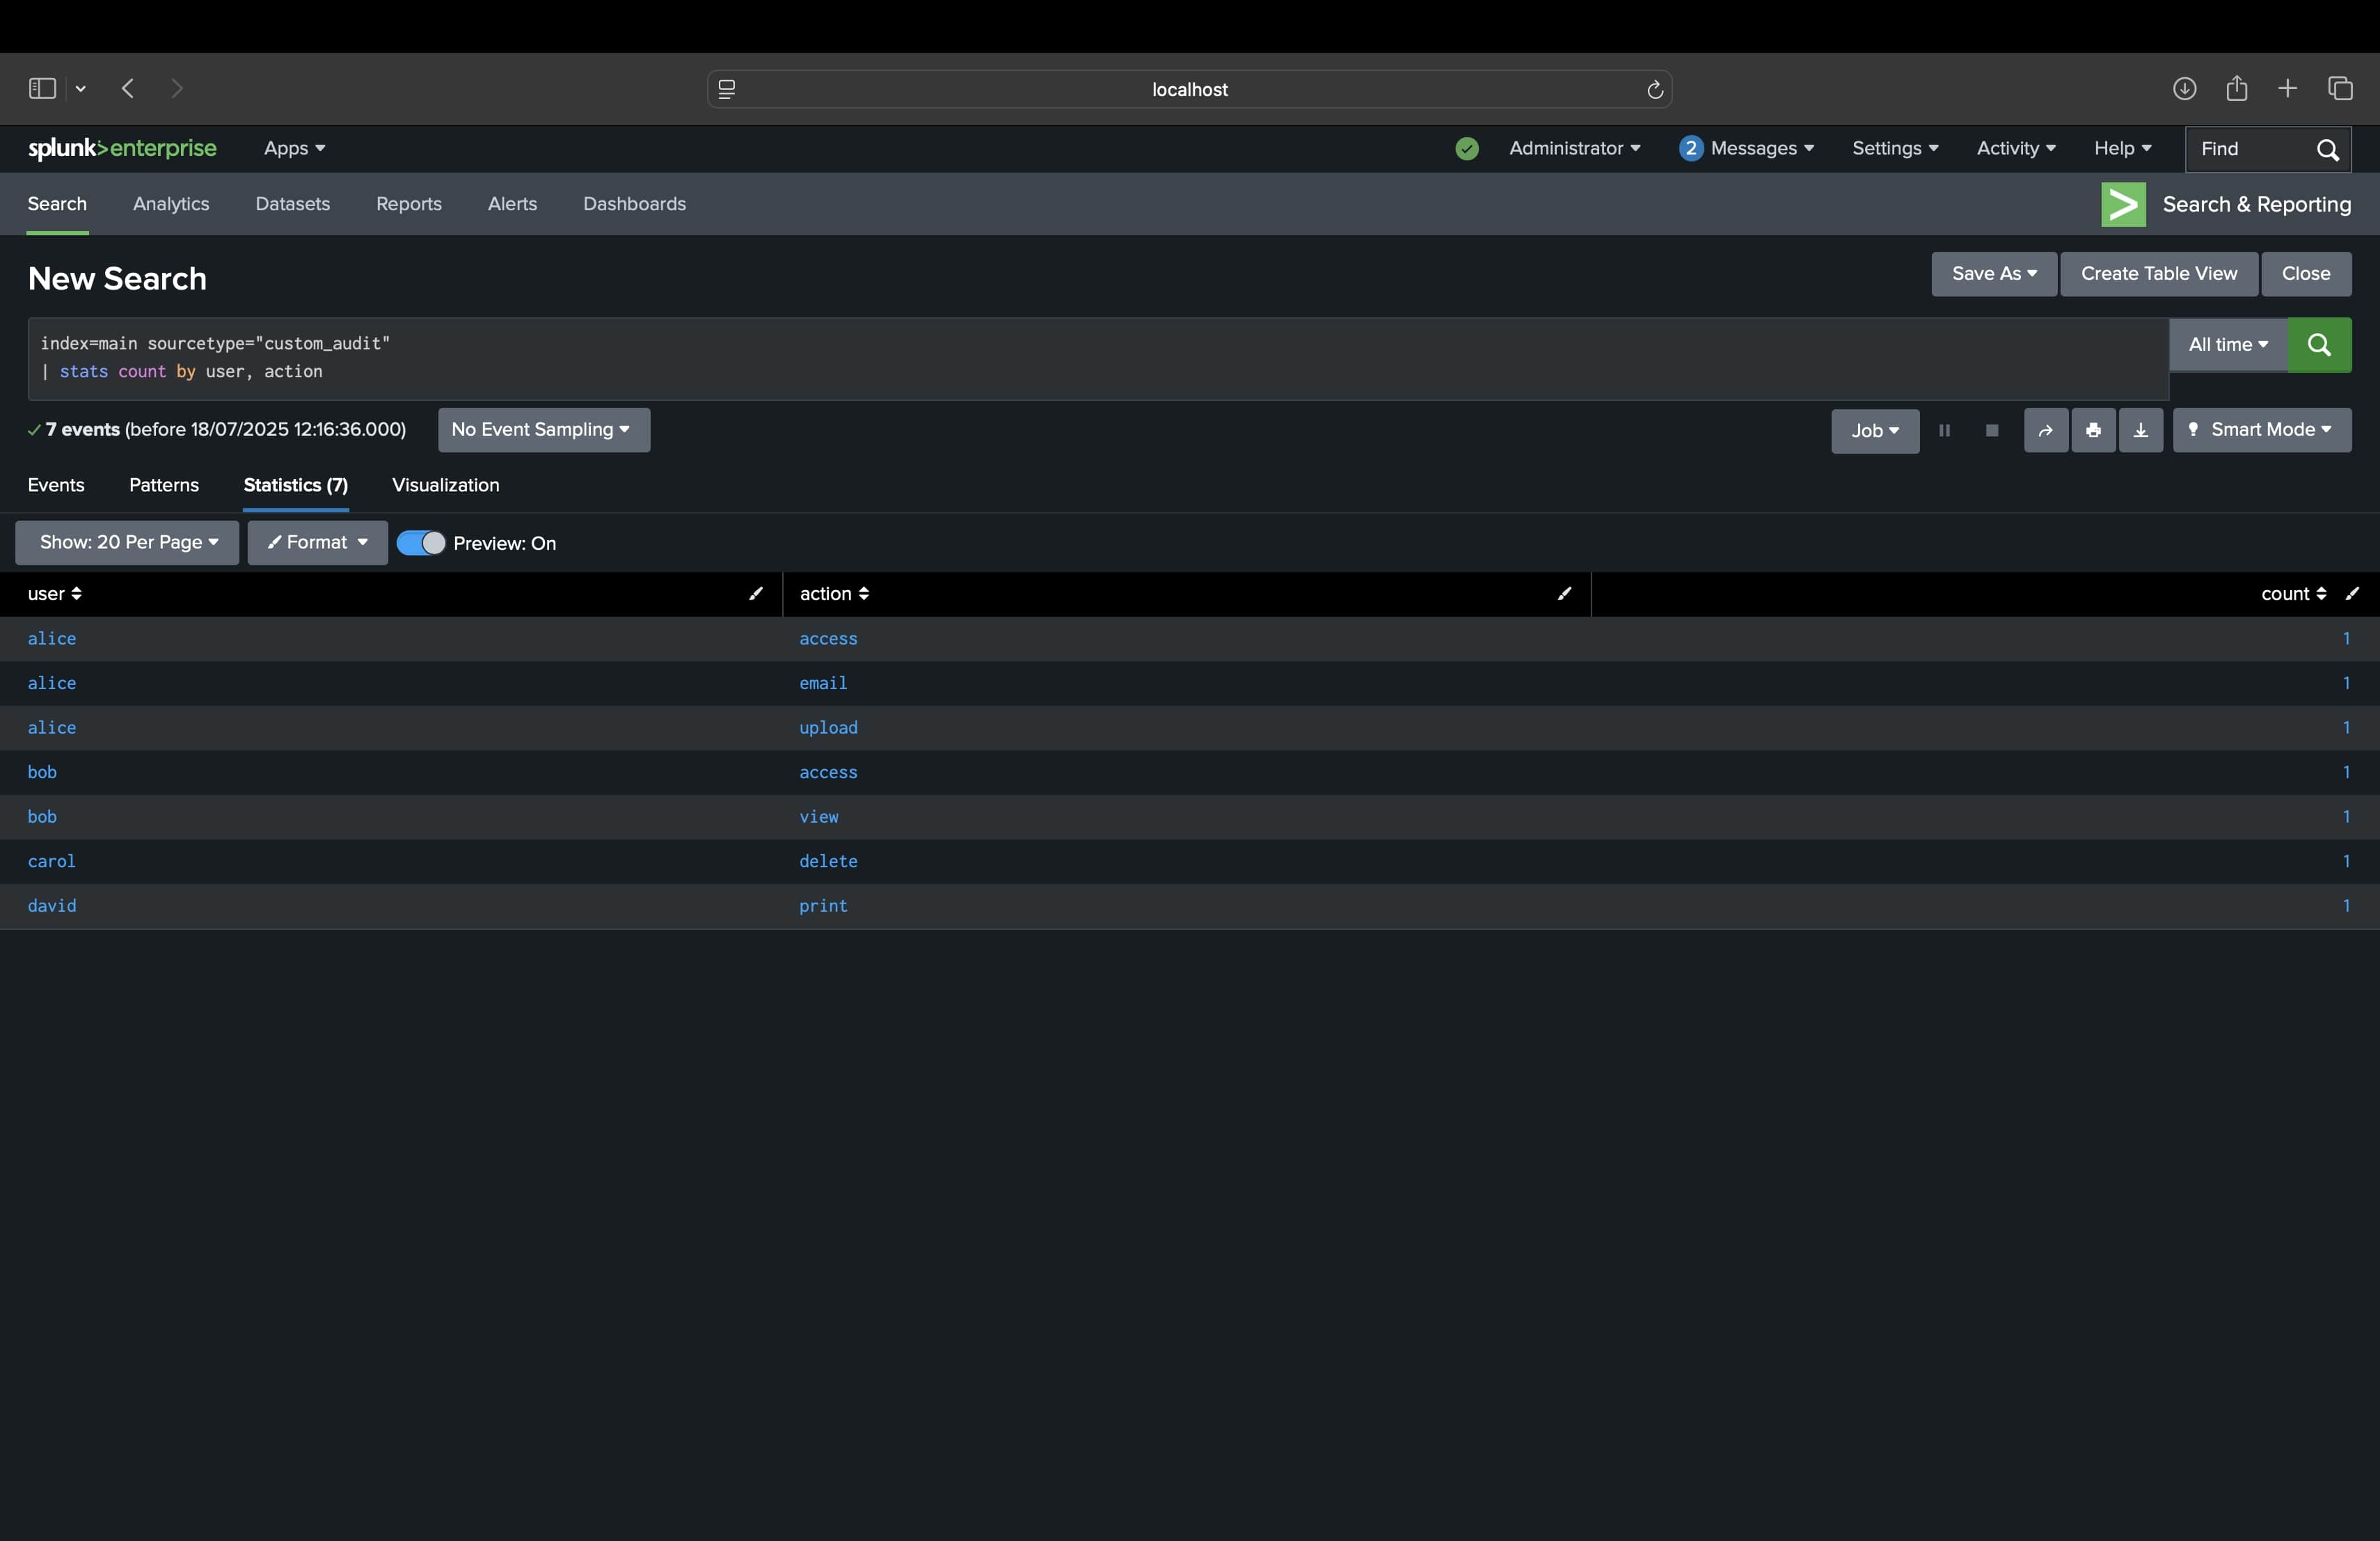 localhost
splunk>enterprise Apps Administrator 2 Messages Settings Activity Help Find
Search Analytics Datasets Reports Alerts Dashboards > Search & Reporting
New Search Save As Create Table View Close
index=main sourcetype="custom_audit" All time
| stats count by user, action
7 events (before 18/07/2025 12:16:36.000) No Event Sampling Job Smart Mode
Events Patterns Statistics (7) Visualization
Show: 20 Per Page Format Preview: On
user action count
alice access 1
alice email 1
alice upload 1
bob access 1
bob view 1
carol delete 1
david print 1